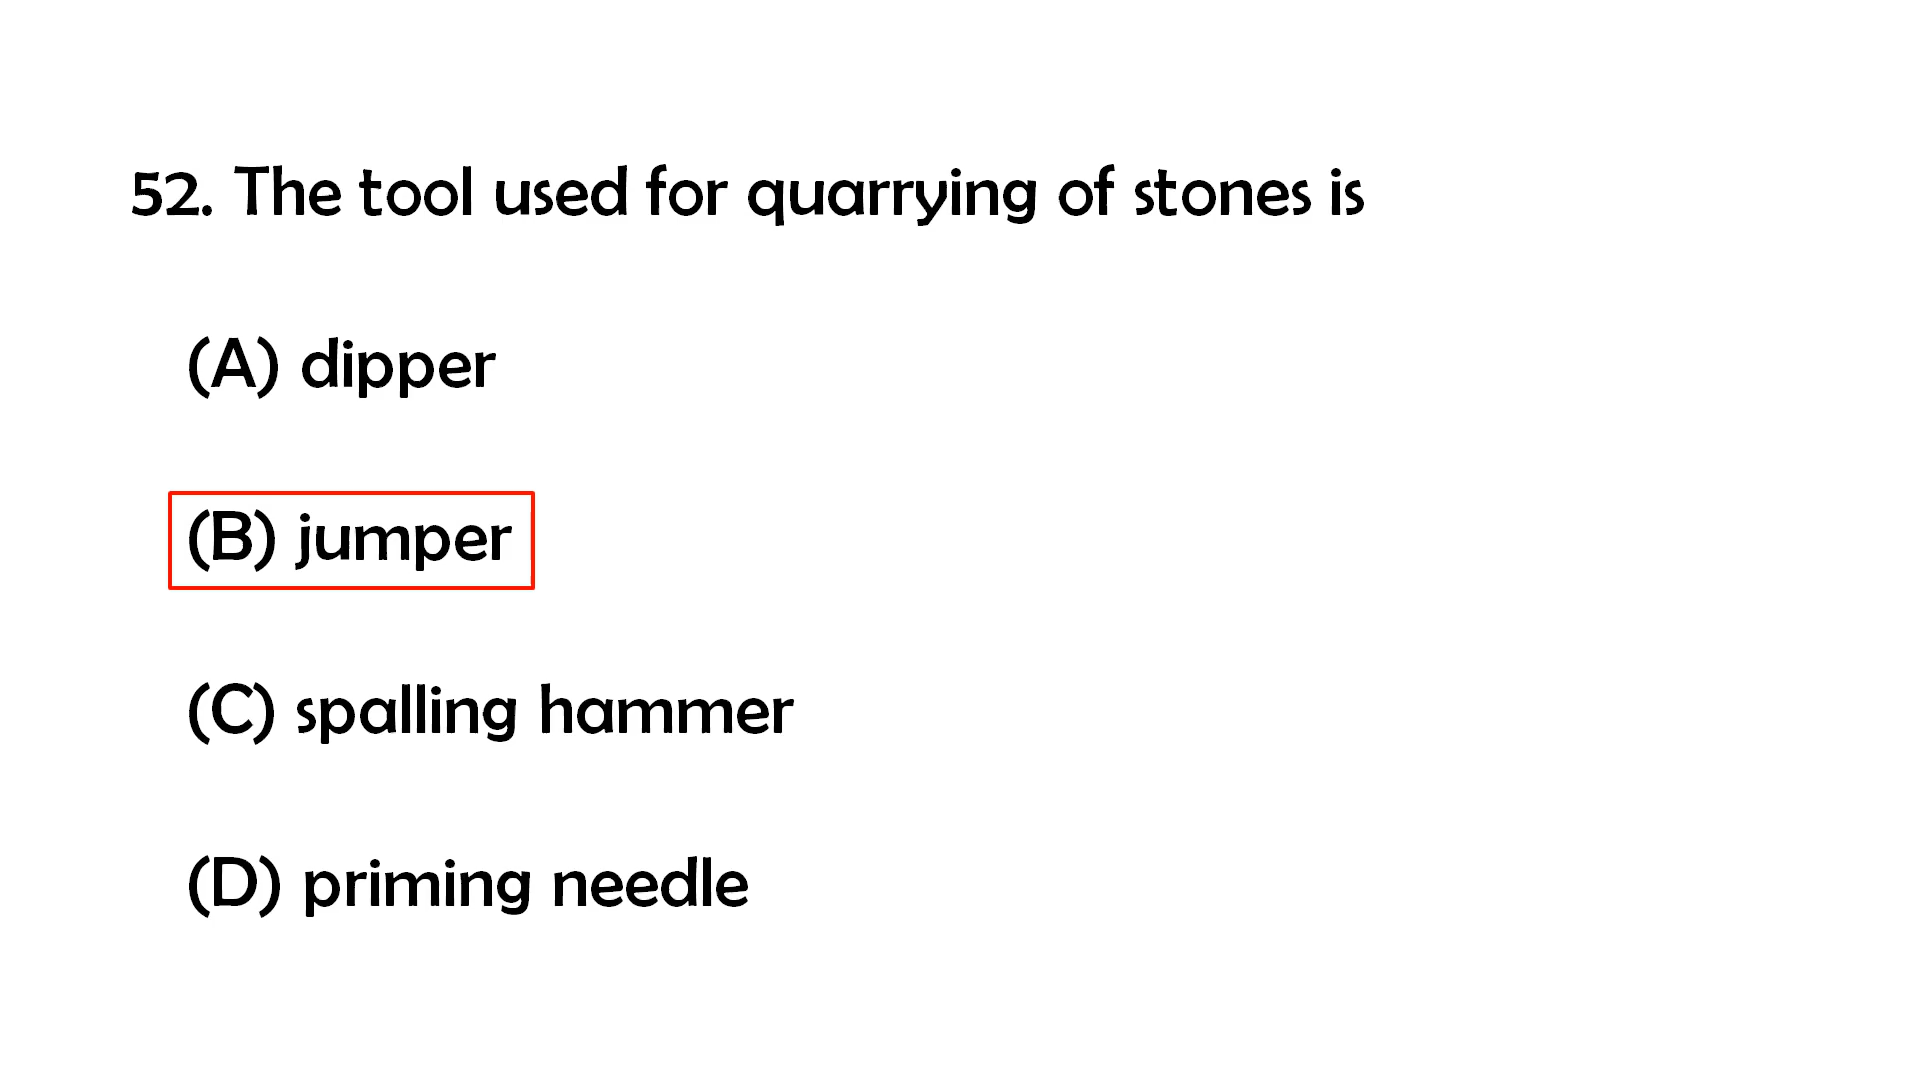 52. The tool used for quarrying of stones is
(A) dipper
(B) jumper
(C) spalling hammer
(D) priming needle